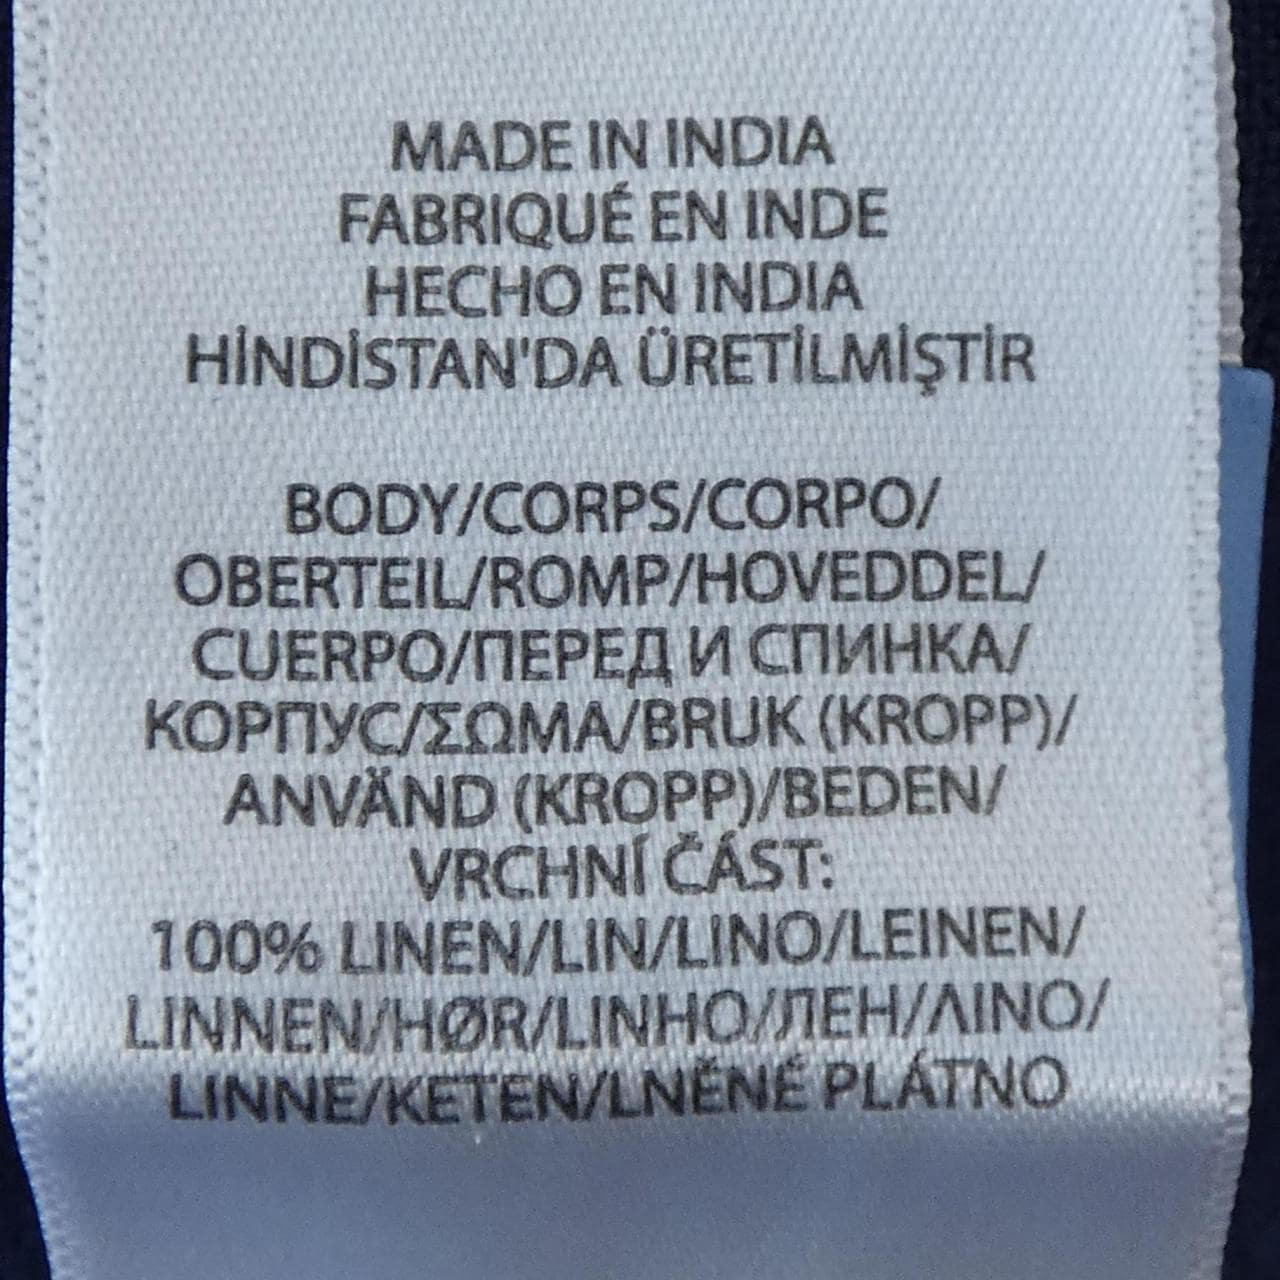 MADE IN INDIA
FABRIQUÉ EN INDE
HECHO EN INDIA
HİNDİSTAN'DA ÜRETİLMİŞTİR
BODY/CORPS/CORPO/
OBERTEIL/ROMP/HOVEDDEL/
CUERPO/ПЕРЕД И СПИНКА/
КОРПУС/ΣΩΜΑ/BRUK (KROPP)/
ANVÄND (KROPP)/BEDEN/
VRCHNÍ ČÁST:
100% LINEN/LIN/LINO/LEINEN/
LINNEN/HØR/LINHO/ЛЕН/ΛΙΝΟ/
LINNE/KETEN/LNĚNÉ PLÁTNO